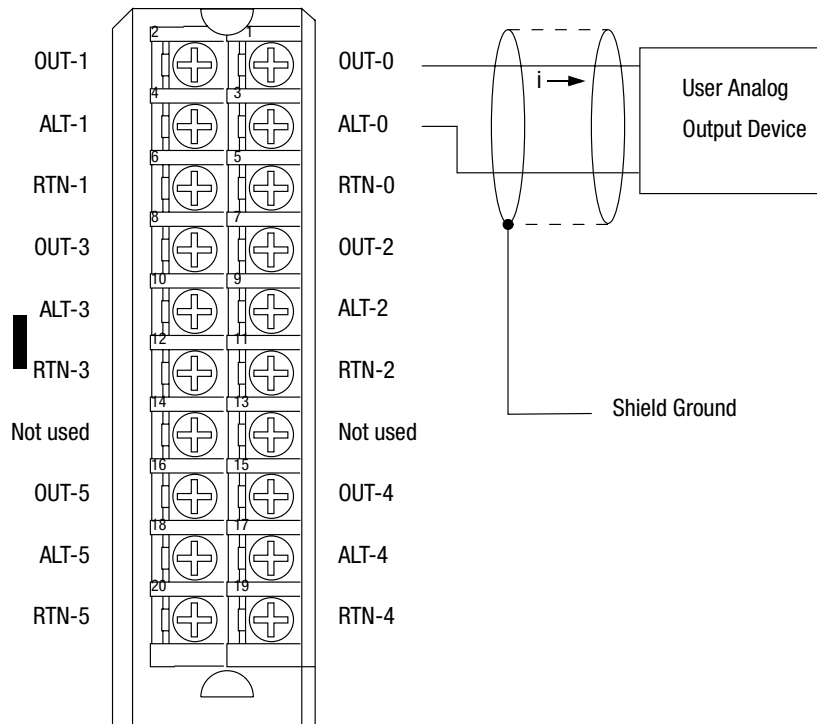 2 1
OUT-1 OUT-0
i User Analog
Output Device
4 3
ALT-1 ALT-0
6 5
RTN-1 RTN-0
8 7
OUT-3 OUT-2
10 9
ALT-3 ALT-2
12 11
RTN-3 RTN-2
Shield Ground
14 13
Not used Not used
16 15
OUT-5 OUT-4
18 17
ALT-5 ALT-4
20 19
RTN-5 RTN-4